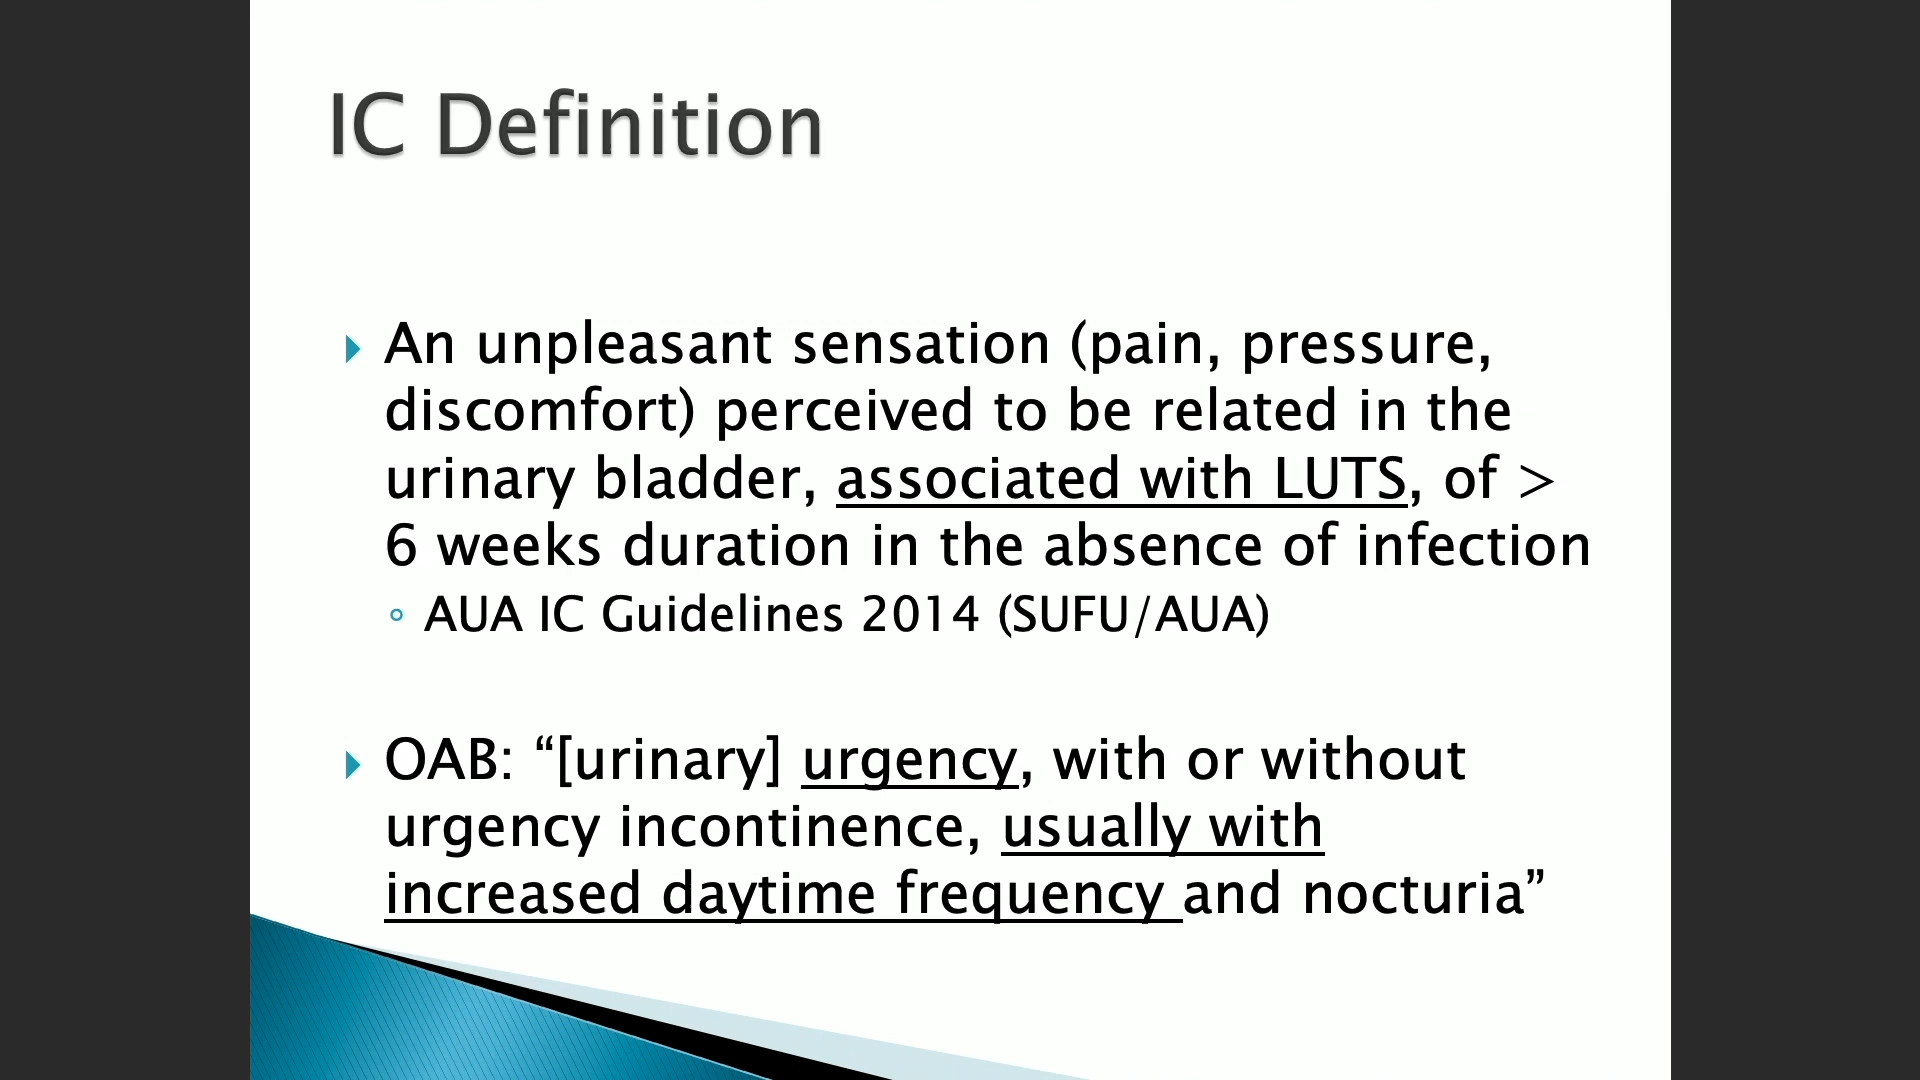 IC Definition
An unpleasant sensation (pain, pressure,
discomfort) perceived to be related in the
urinary bladder, associated with LUTS, of >
6 weeks duration in the absence of infection
AUA IC Guidelines 2014 (SUFU/AUA)
OAB: “[urinary] urgency, with or without
urgency incontinence, usually with
increased daytime frequency and nocturia”